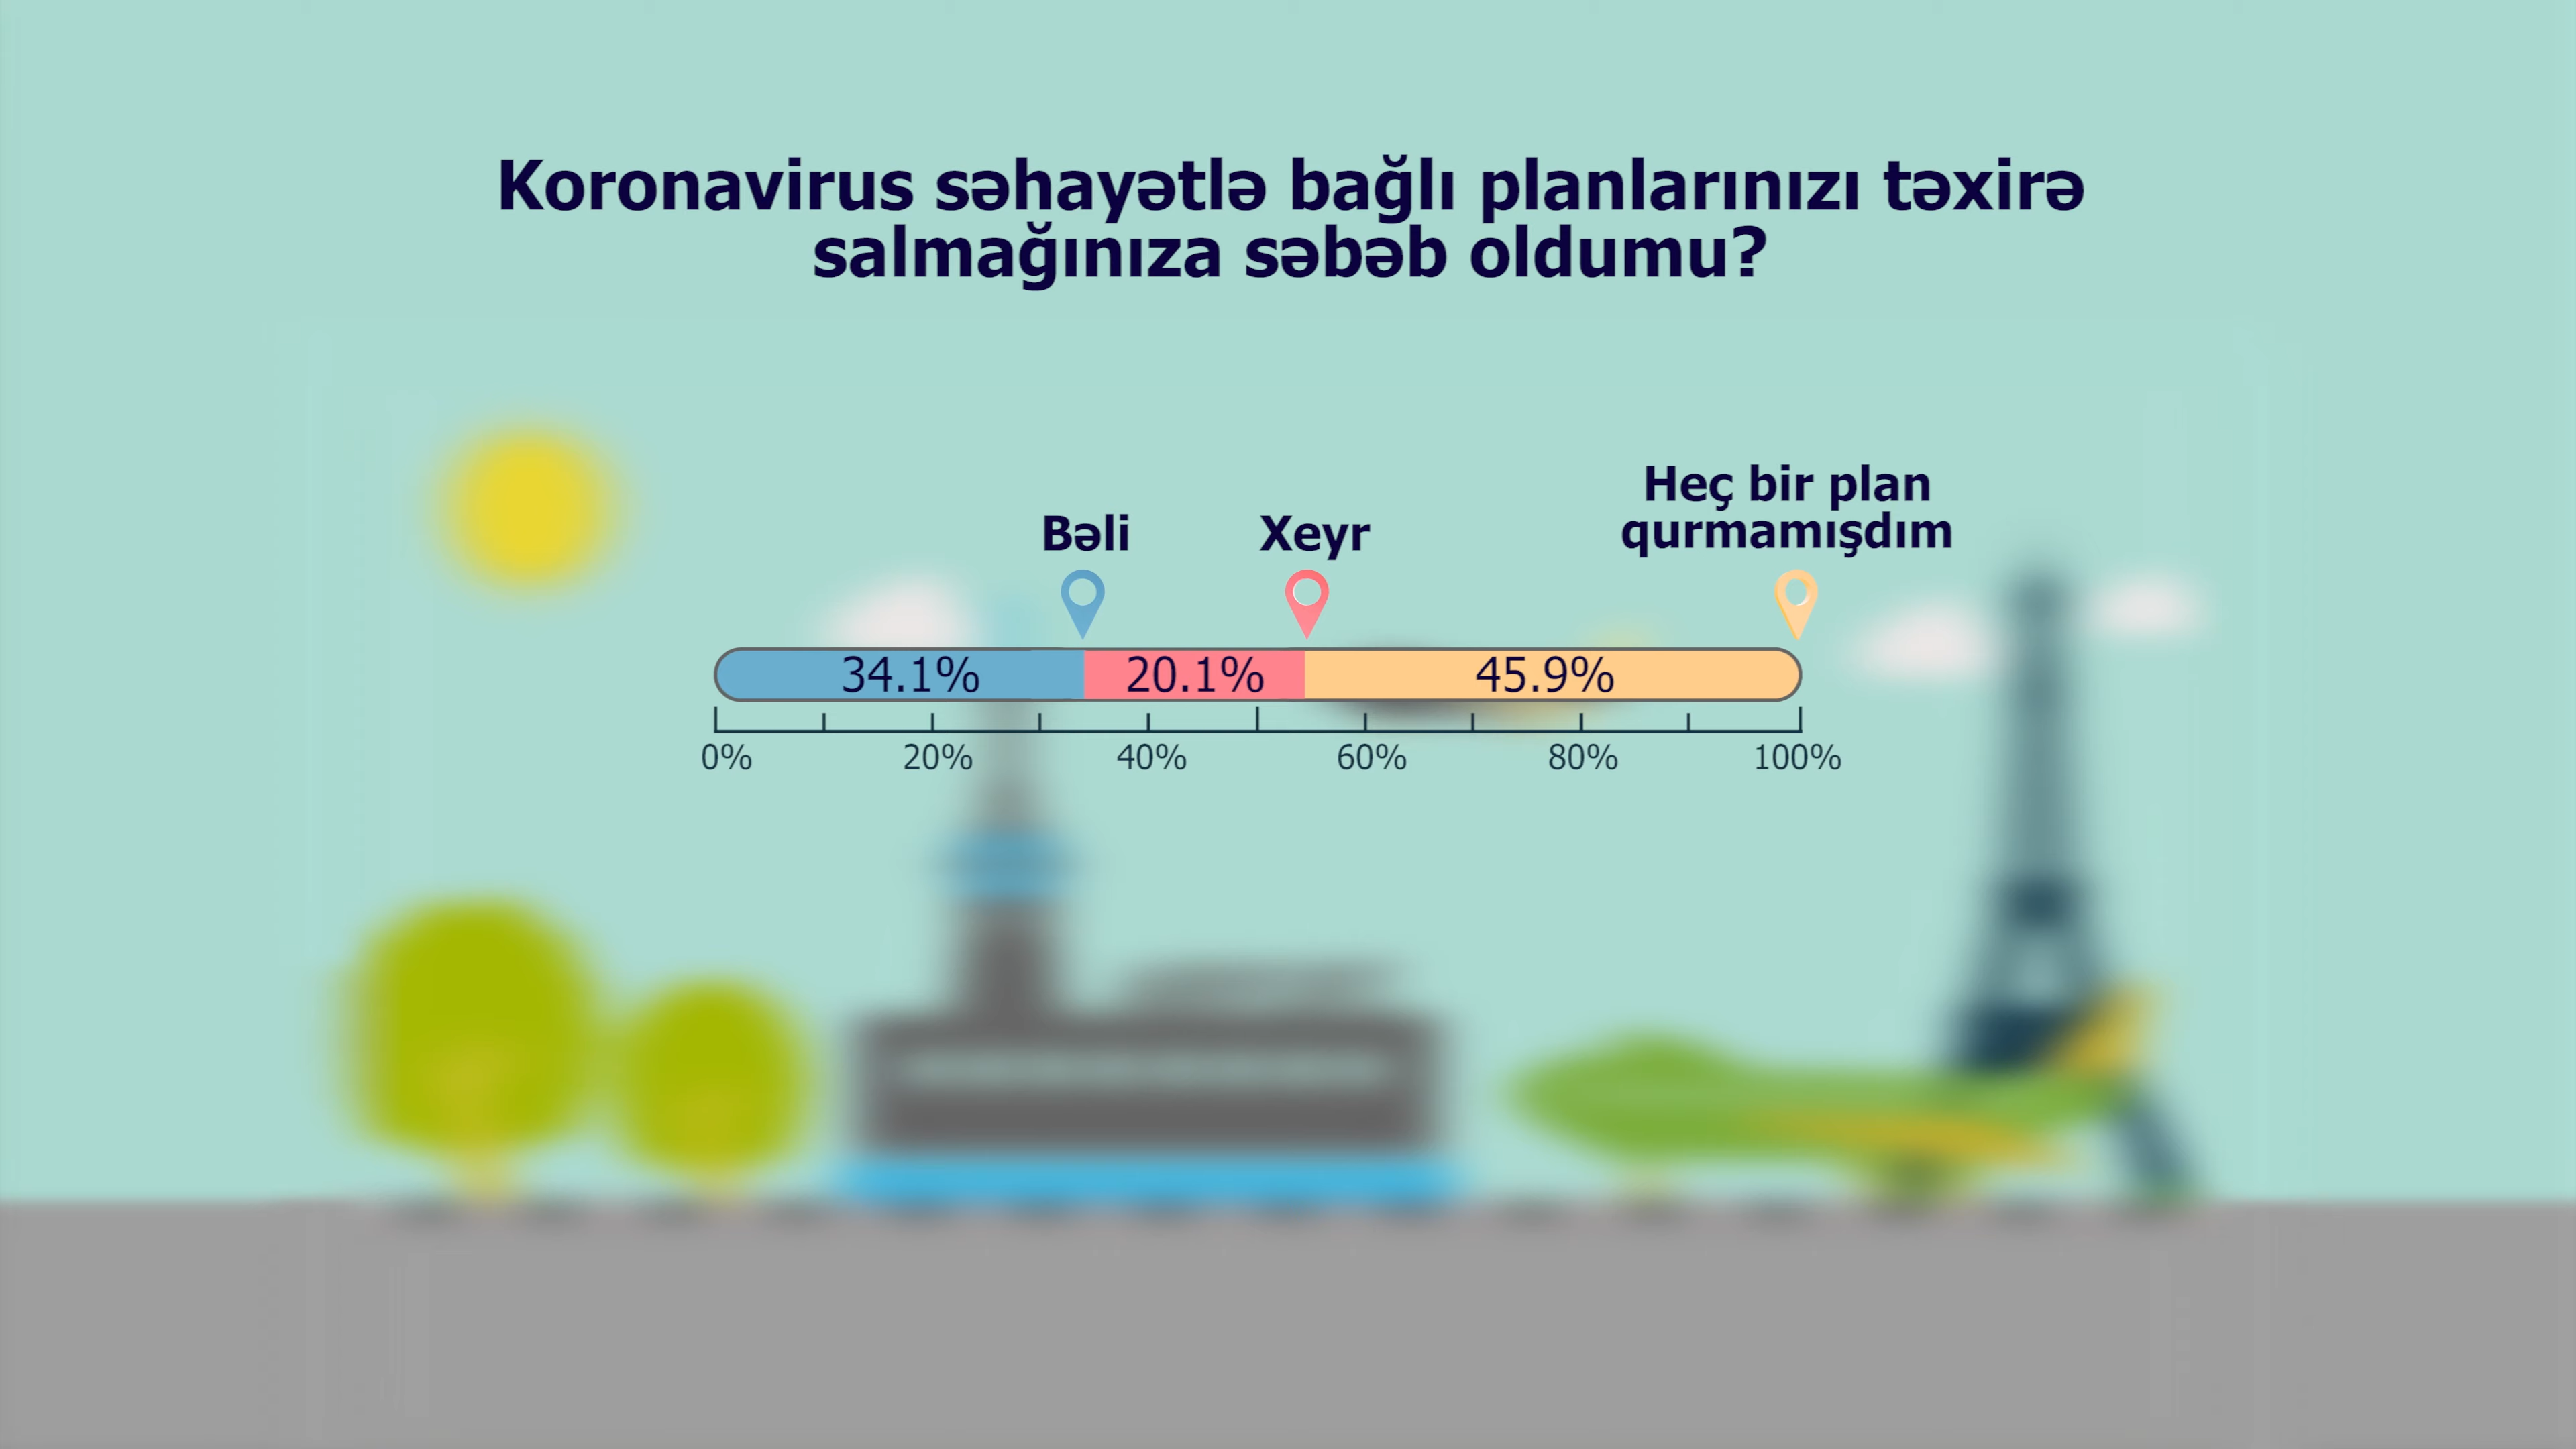 Koronavirus səhayətlə bağlı planlarınızı təxirə
salmağınıza səbəb oldumu?
Heç bir plan
qurmamışdım
Bəli
Xeyr
34.1%
20.1%
45.9%
0%
20%
40%
60%
80%
100%